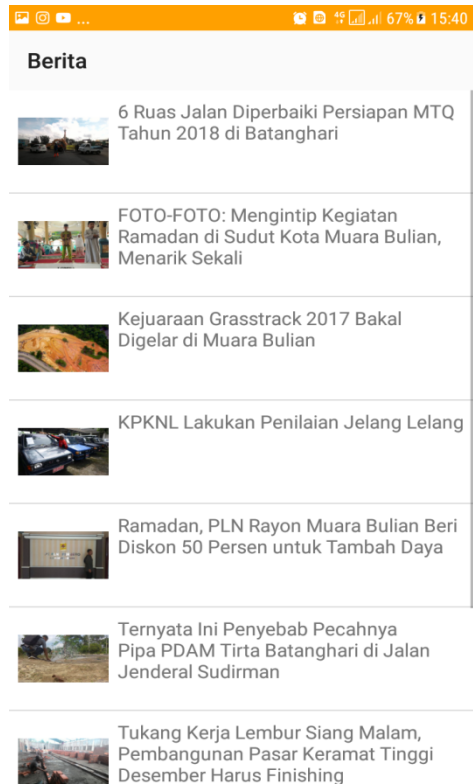 ... 4G 67% 15:40
Berita
6 Ruas Jalan Diperbaiki Persiapan MTQ
Tahun 2018 di Batanghari
FOTO-FOTO: Mengintip Kegiatan
Ramadan di Sudut Kota Muara Bulian,
Menarik Sekali
Kejuaraan Grasstrack 2017 Bakal
Digelar di Muara Bulian
KPKNL Lakukan Penilaian Jelang Lelang
Ramadan, PLN Rayon Muara Bulian Beri
Diskon 50 Persen untuk Tambah Daya
Ternyata Ini Penyebab Pecahnya
Pipa PDAM Tirta Batanghari di Jalan
Jenderal Sudirman
Tukang Kerja Lembur Siang Malam,
Pembangunan Pasar Keramat Tinggi
Desember Harus Finishing